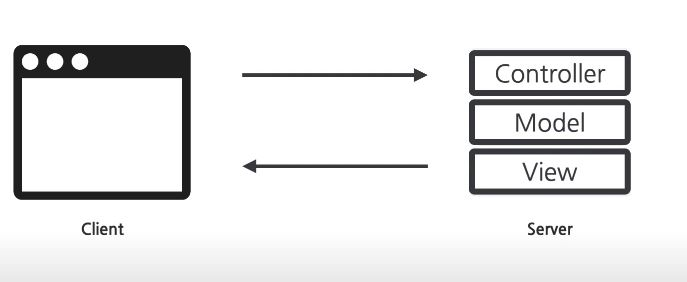 Controller
Model
View
Client
Server